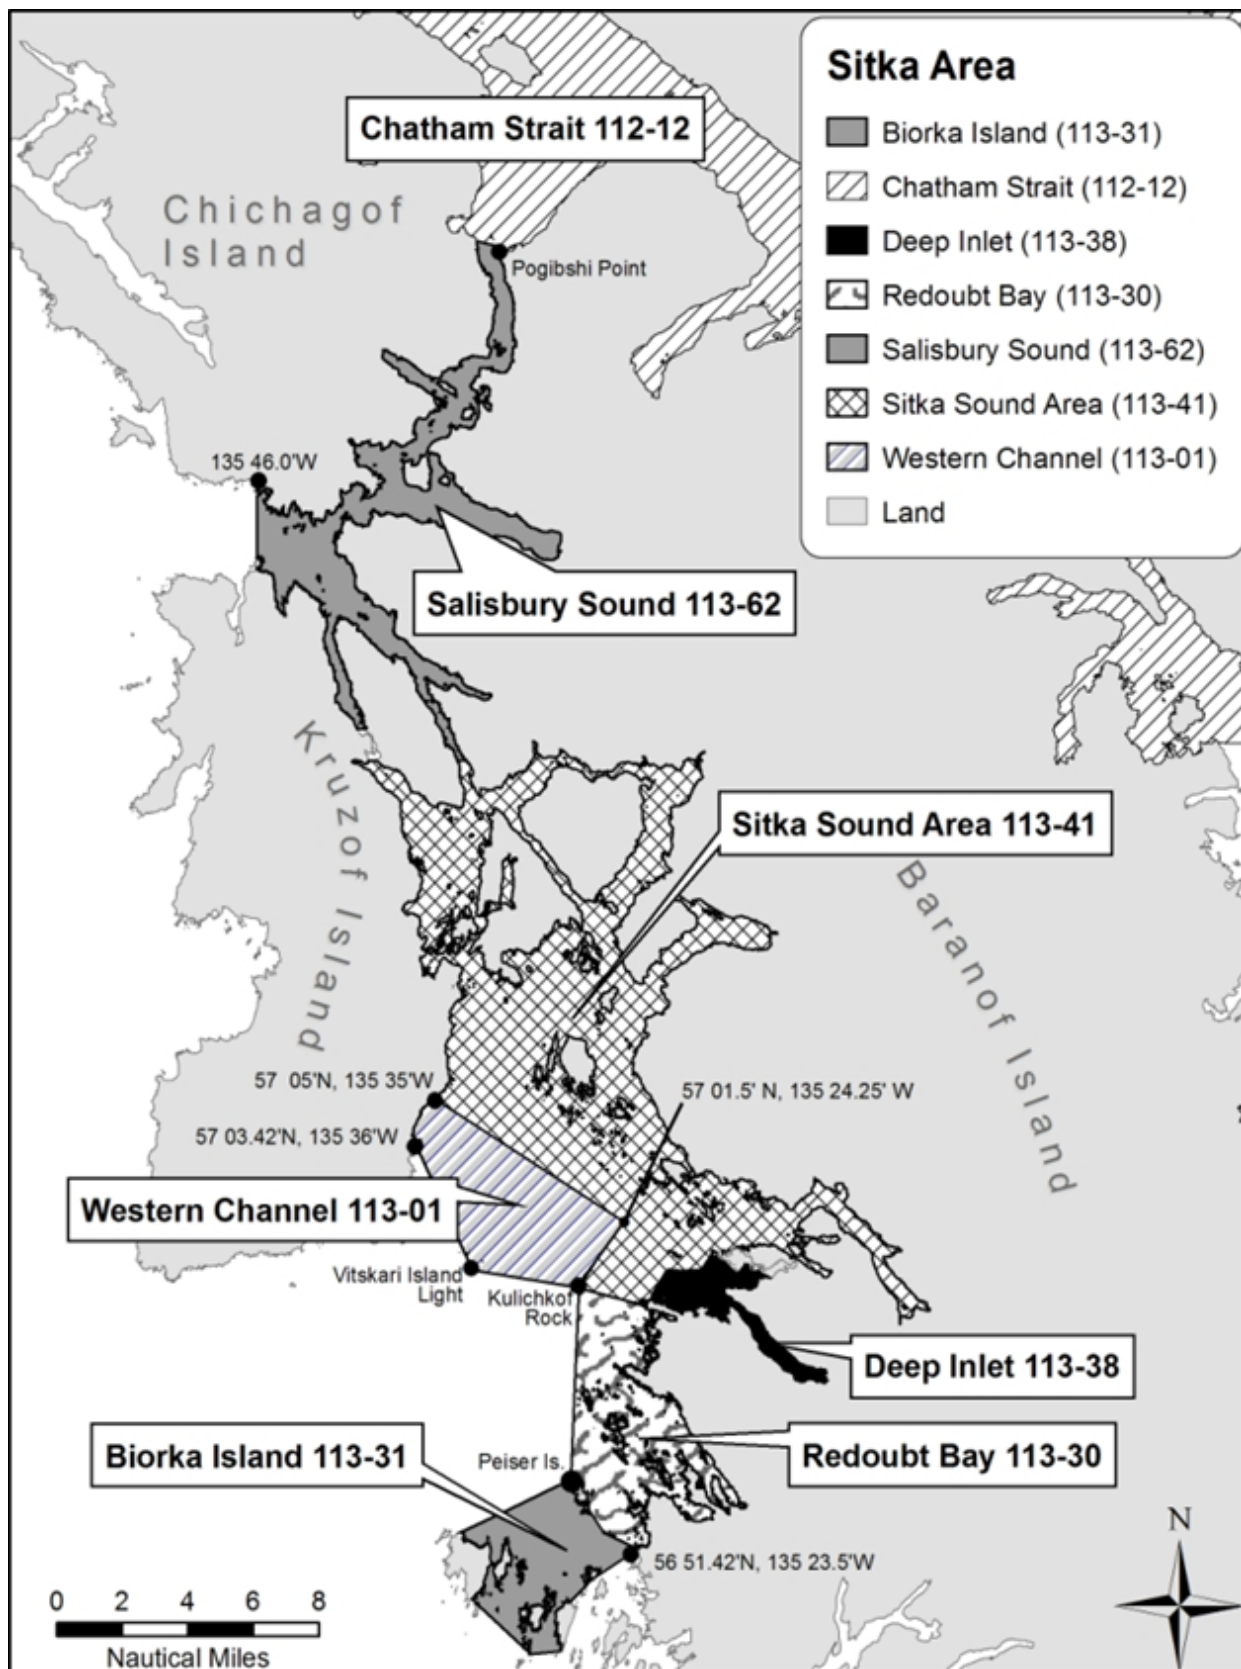 Sitka Area
Biorka Island (113-31)
Chatham Strait (112-12)
Deep Inlet (113-38)
Redoubt Bay (113-30)
Salisbury Sound (113-62)
Sitka Sound Area (113-41)
Western Channel (113-01)
Land
Chatham Strait 112-12
Chichagof
Island
Pogibshi Point
135 46.0'W
Salisbury Sound 113-62
Kruzof Island
Sitka Sound Area 113-41
Baranof Island
57 05'N, 135 35'W
57 01.5' N, 135 24.25' W
57 03.42'N, 135 36'W
Western Channel 113-01
Vitskari Island
Light
Kulichkof
Rock
Deep Inlet 113-38
Biorka Island 113-31
Peiser Is.
Redoubt Bay 113-30
56 51.42'N, 135 23.5'W
N
0 2 4 6 8
Nautical Miles